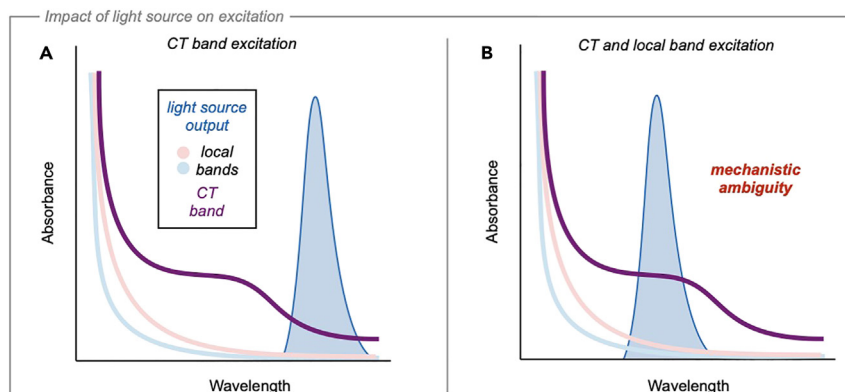 Impact of light source on excitation
A
CT band excitation
light source
output
local
bands
CT
band
Absorbance
Wavelength
B
CT and local band excitation
mechanistic
ambiguity
Absorbance
Wavelength